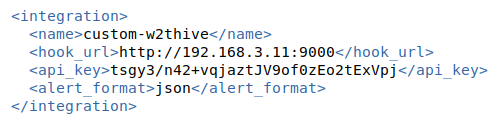 <integration>
<name>custom-w2thive</name>
<hook_url>http://192.168.3.11:9000</hook_url>
<api_key>tsgy3/n42+vqjaztJV9of0zEo2tExVpj</api_key>
<alert_format>json</alert_format>
</integration>